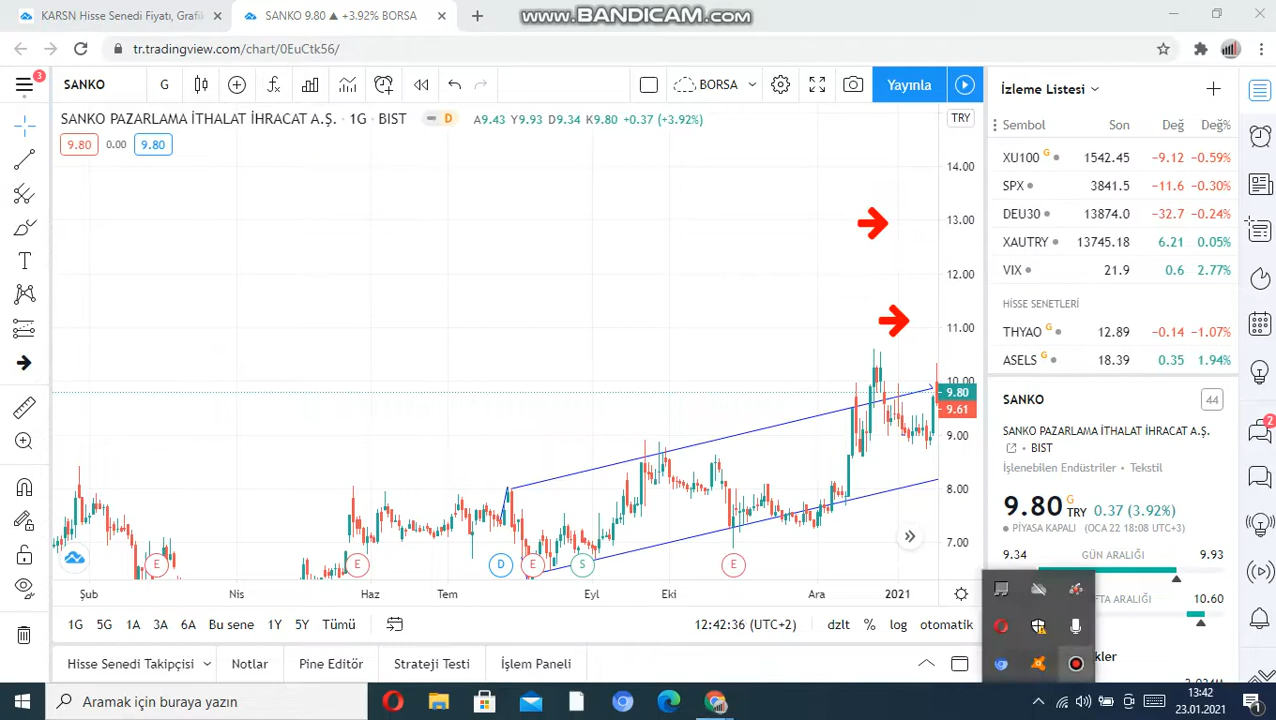 KARSN Hisse Senedi Fiyatı, Grafik
SANKO 9.80 ▲ +3.92% BORSA
www.BANDICAM.com
tr.tradingview.com/chart/0EuCtk56/
3
SANKO
G
BORSA
Yayınla
İzleme Listesi
SANKO PAZARLAMA İTHALAT İHRACAT A.Ş. · 1G · BIST
D
A9.43 Y9.93 D9.34 K9.80 +0.37 (+3.92%)
TRY
9.80
0.00
9.80
Sembol Son Değ Değ%
XU100 G 1542.45 −9.12 −0.59%
SPX 3841.5 −11.6 −0.30%
DEU30 13874.0 −32.7 −0.24%
XAUTRY 13745.18 6.21 0.05%
VIX 21.9 0.6 2.77%
HİSSE SENETLERİ
THYAO G 12.89 −0.14 −1.07%
ASELS G 18.39 0.35 1.94%
14.00
13.00
12.00
11.00
10.00
9.80
9.61
9.00
8.00
7.00
SANKO
44
SANKO PAZARLAMA İTHALAT İHRACAT A.Ş.
BIST
İşlenebilen Endüstriler • Tekstil
9.80 G TRY 0.37 (3.92%)
PİYASA KAPALI (OCA 22 18:08 UTC+3)
9.34 GÜN ARALIĞI 9.93
FTA ARALIĞI 10.60
2
E
E
D
E
S
E
Şub Nis Haz Tem Eyl Eki Ara 2021
1G 5G 1A 3A 6A Bu sene 1Y 5Y Tümü
12:42:36 (UTC+2)
dzlt % log otomatik
Hisse Senedi Takipçisi
Notlar
Pine Editör
Strateji Testi
İşlem Paneli
Aramak için buraya yazın
13:42
23.01.2021
1